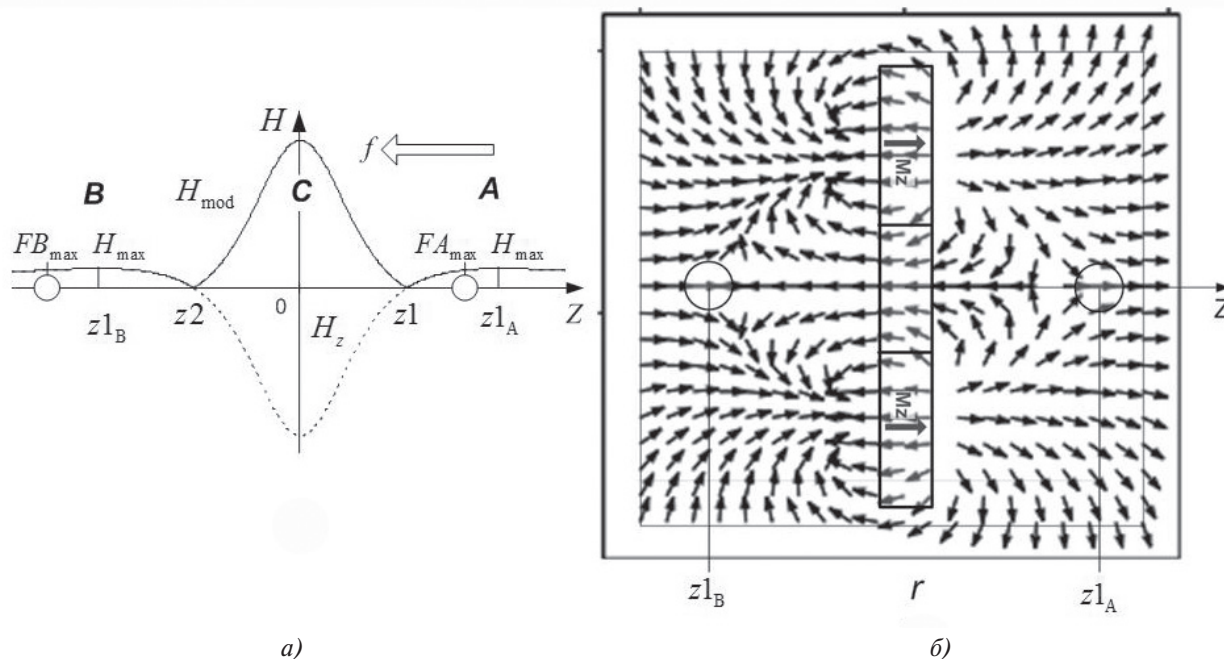 H
f
A
B
C
H_mod
FB_max H_max
FA_max H_max
z1_B
z2
0
H_z
z1
z1_A
Z
a)
M_z
M_z
Z
z1_B
r
z1_A
б)